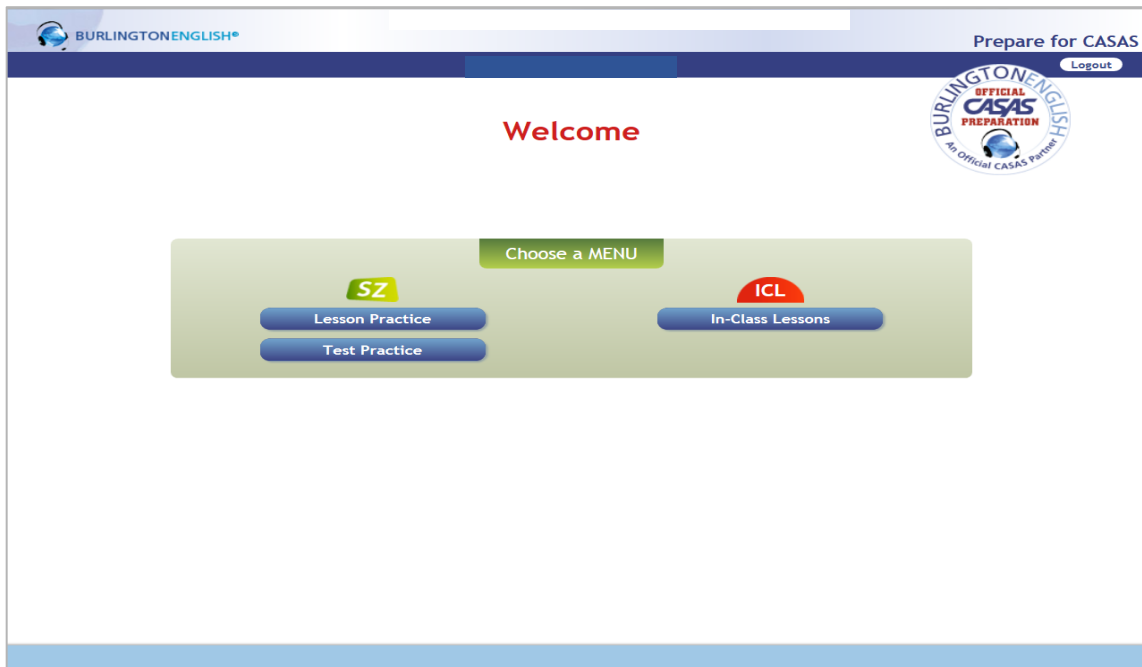 BURLINGTONENGLISH®
Prepare for CASAS
Logout
BURLINGTONENGLISH
OFFICIAL
CASAS
PREPARATION
An Official CASAS Partner
Welcome
Choose a MENU
SZ
ICL
Lesson Practice
In-Class Lessons
Test Practice